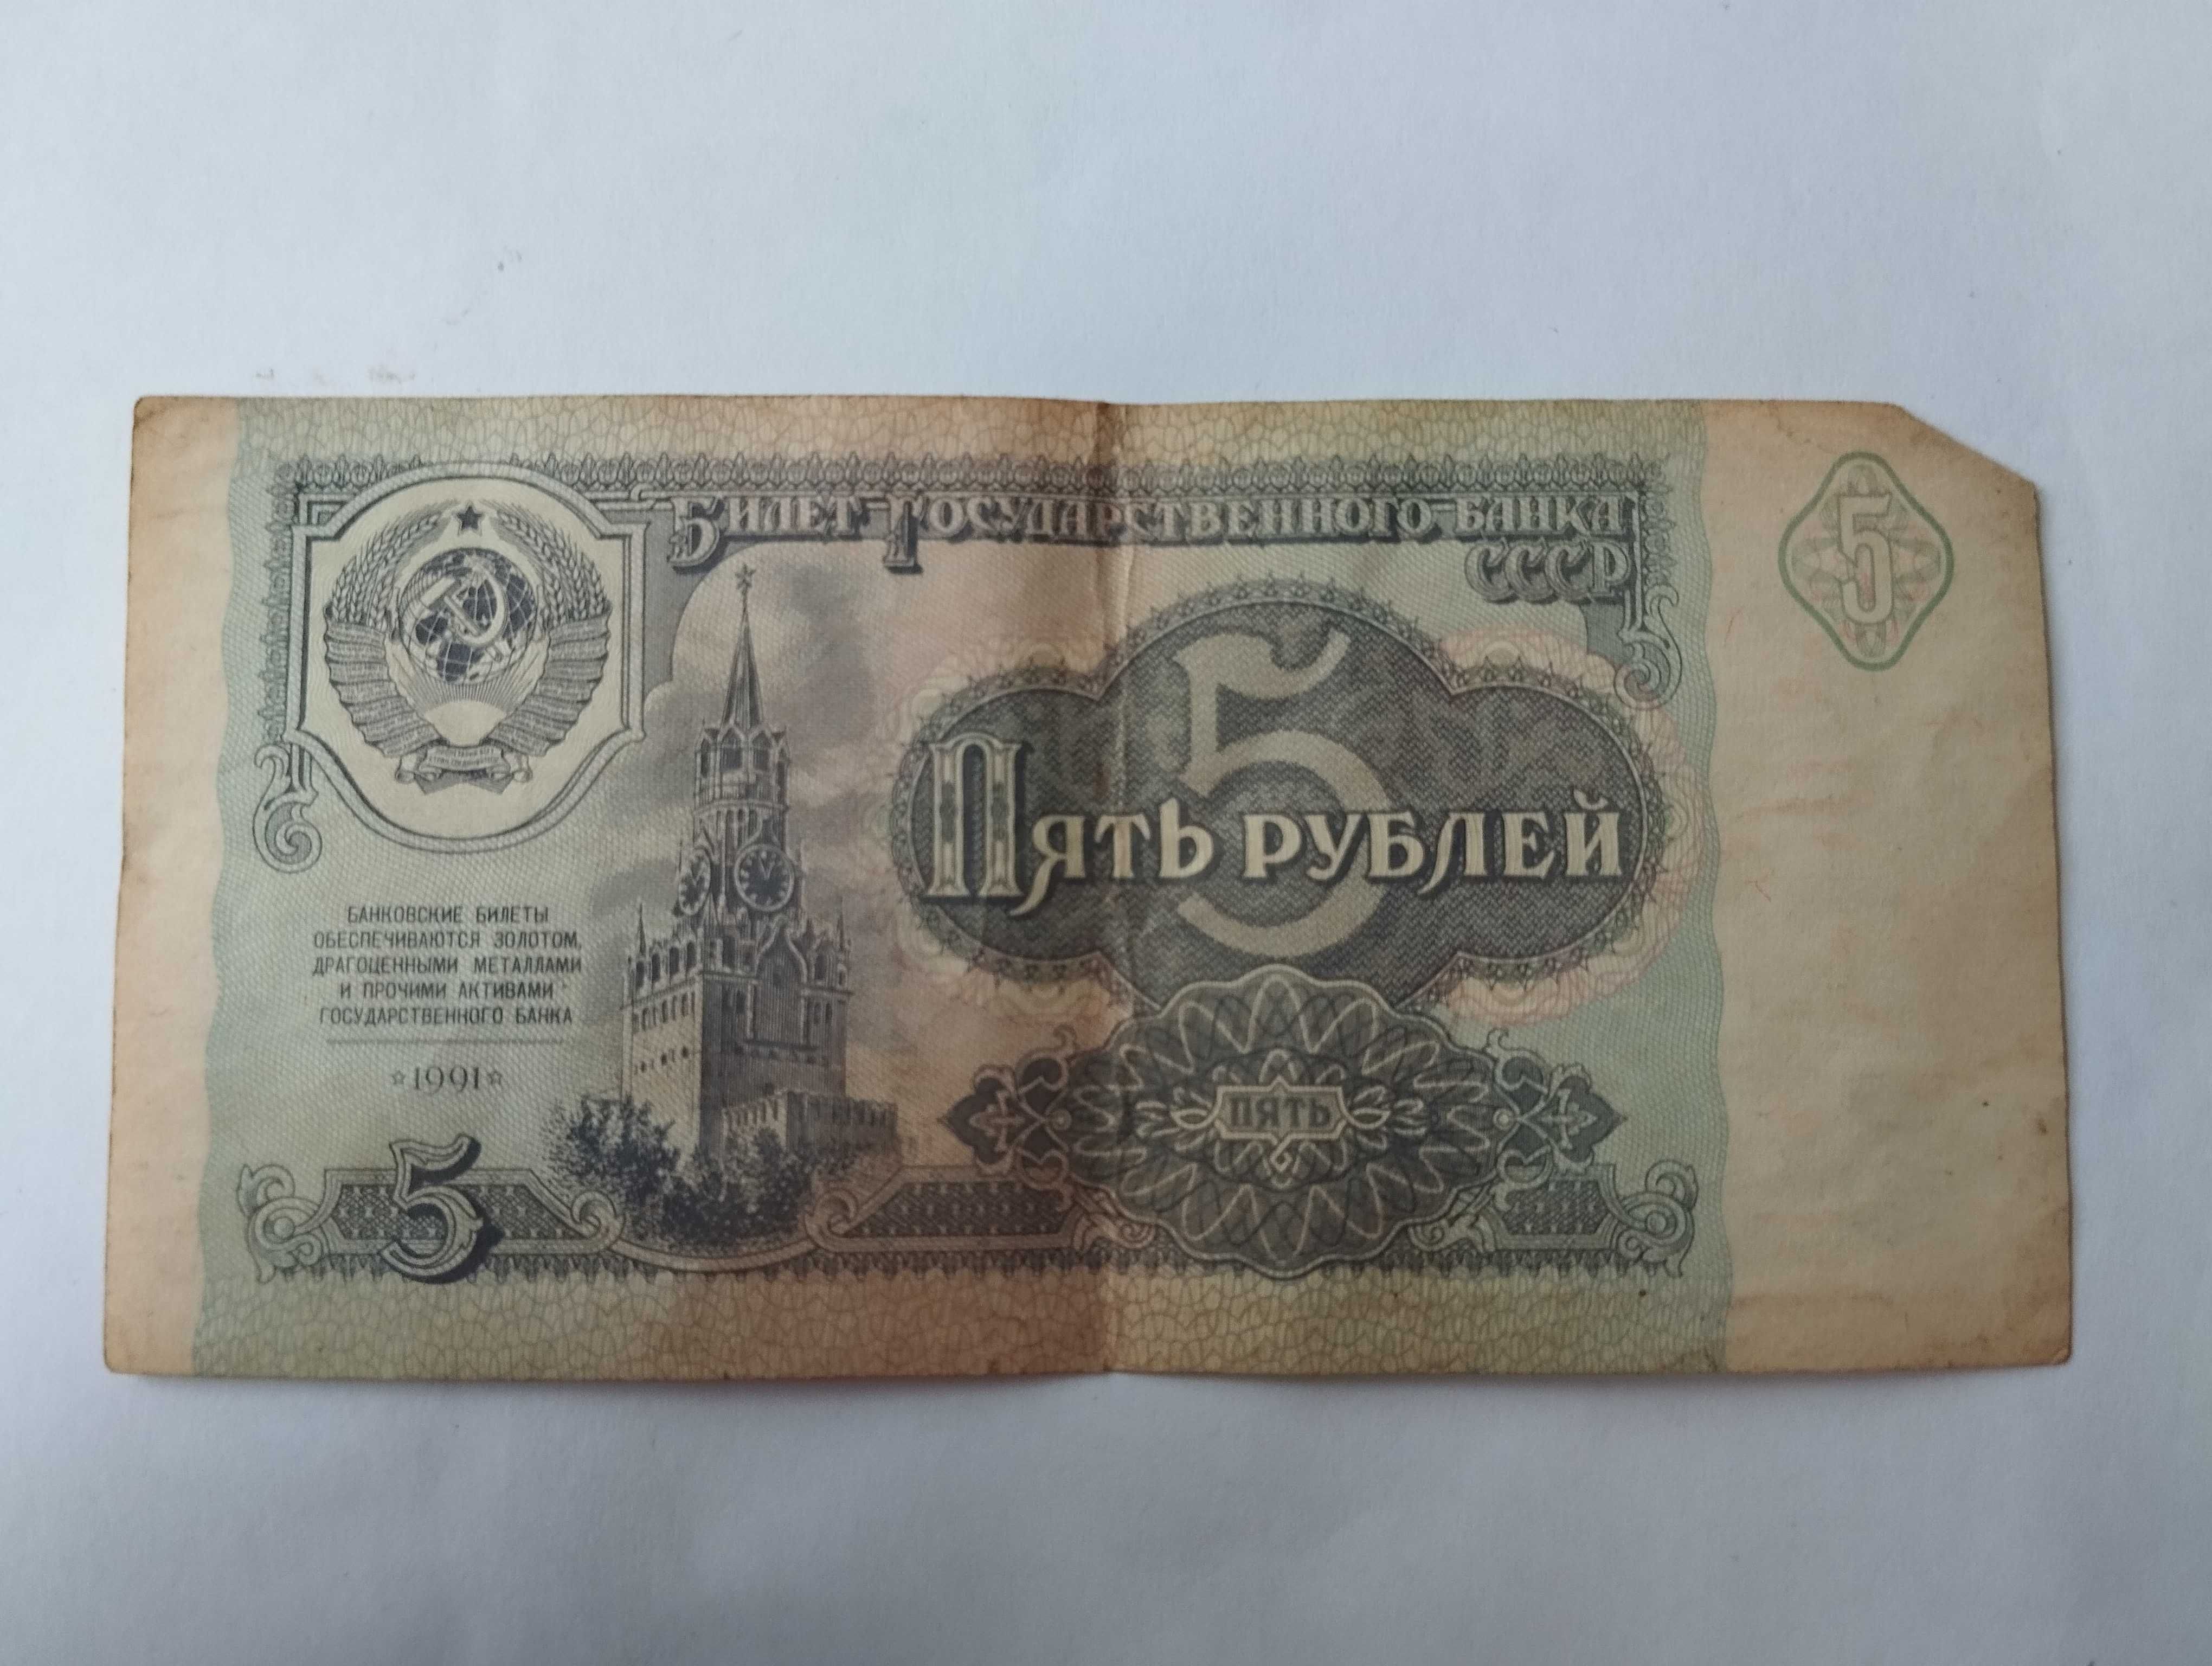 Билет Государственного банка
СССР
5
5
Пять рублей
БАНКОВСКИЕ БИЛЕТЫ
ОБЕСПЕЧИВАЮТСЯ ЗОЛОТОМ,
ДРАГОЦЕННЫМИ МЕТАЛЛАМИ
И ПРОЧИМИ АКТИВАМИ
ГОСУДАРСТВЕННОГО БАНКА
☆1991☆
ПЯТЬ
5